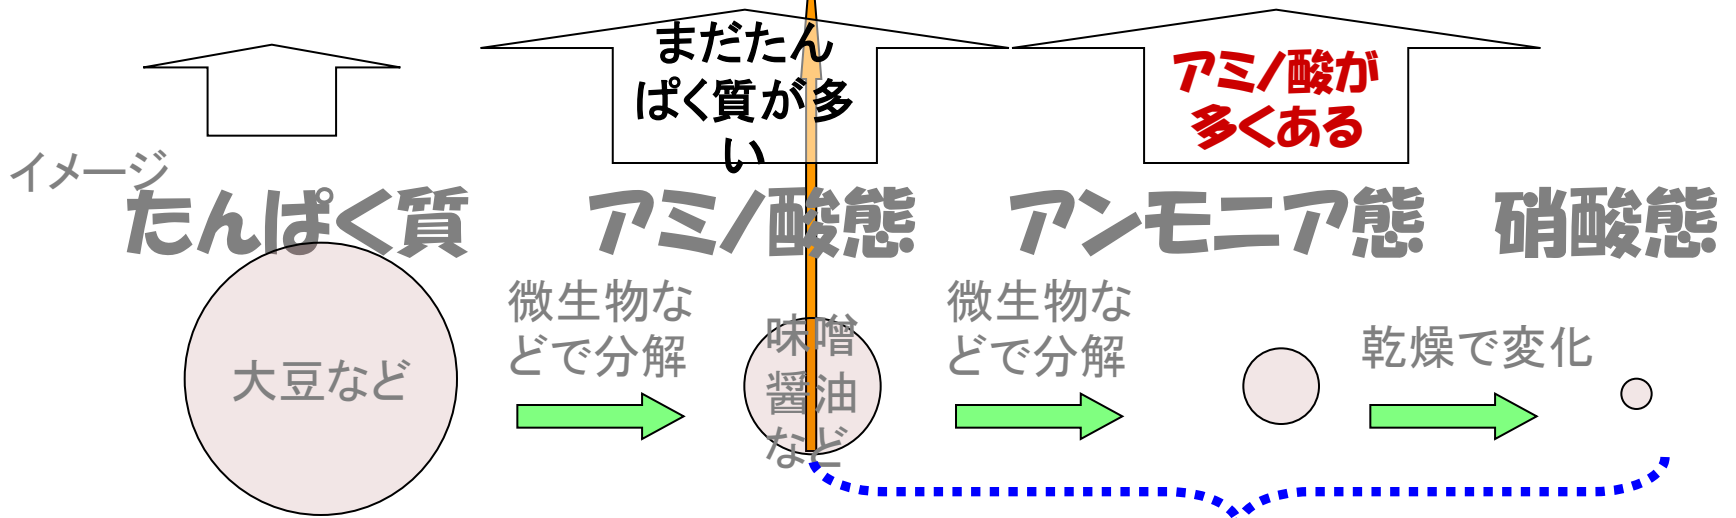 まだたん
ぱく質が多
い
アミノ酸が
多くある
イメージ
たんぱく質
アミノ酸態
アンモニア態
硝酸態
微生物な
どで分解
微生物な
どで分解
乾燥で変化
大豆など
味噌
醤油
など